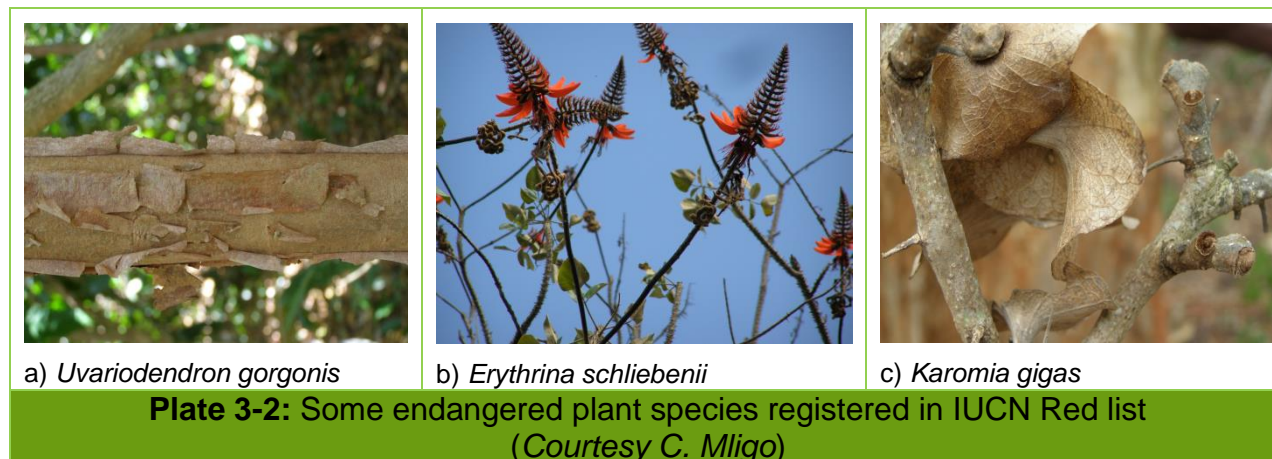 a) Uvariodendron gorgonis
b) Erythrina schliebenii
c) Karomia gigas
Plate 3-2: Some endangered plant species registered in IUCN Red list
(Courtesy C. Mligo)